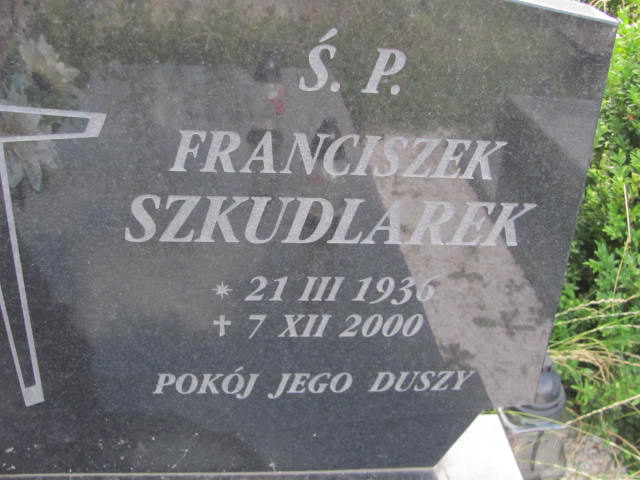 Ś. P.
FRANCISZEK
SZKUDLAREK
* 21 III 1936
✝ 7 XII 2000
POKÓJ JEGO DUSZY